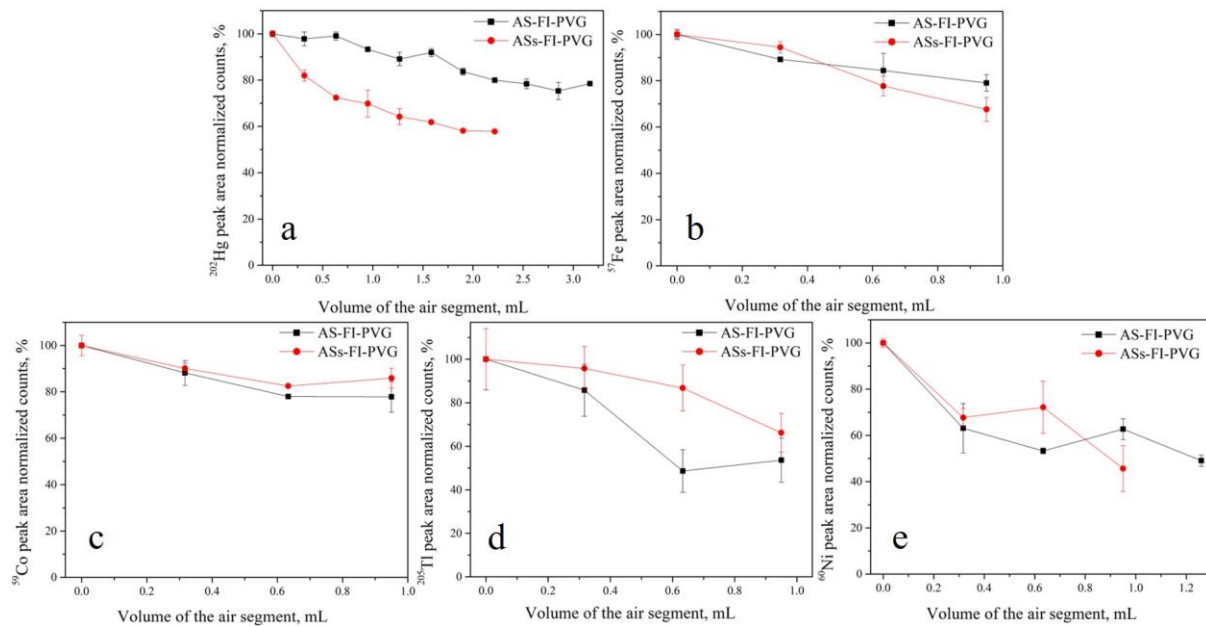 AS-FI-PVG
ASs-FI-PVG
²⁰²Hg peak area normalized counts, %
100
80
60
40
20
0
a
0.0 0.5 1.0 1.5 2.0 2.5 3.0
Volume of the air segment, mL
AS-FI-PVG
ASs-FI-PVG
⁵⁷Fe peak area normalized counts, %
100
80
60
40
20
0
b
0.0 0.2 0.4 0.6 0.8 1.0
Volume of the air segment, mL
AS-FI-PVG
ASs-FI-PVG
⁵⁹Co peak area normalized counts, %
100
80
60
40
20
0
c
0.0 0.2 0.4 0.6 0.8 1.0
Volume of the air segment, mL
AS-FI-PVG
ASs-FI-PVG
²⁰⁵Tl peak area normalized counts, %
100
80
60
40
20
0
d
0.0 0.2 0.4 0.6 0.8 1.0
Volume of the air segment, mL
AS-FI-PVG
ASs-FI-PVG
⁶⁰Ni peak area normalized counts, %
100
80
60
40
20
0
e
0.0 0.2 0.4 0.6 0.8 1.0 1.2
Volume of the air segment, mL